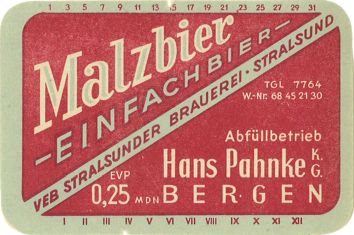 1 3 5 7 9 11 13 15 17 19 21 23 25 27 29 31
Malzbier
-EINFACHBIER-
VEB STRALSUNDER BRAUEREI · STRALSUND
TGL 7764
W.-Nr. 68 45 21 30
Abfüllbetrieb
Hans Pahnke K.G.
BERGEN
EVP
0,25 MDN
I II III IV V VI VII VIII IX X XI XII